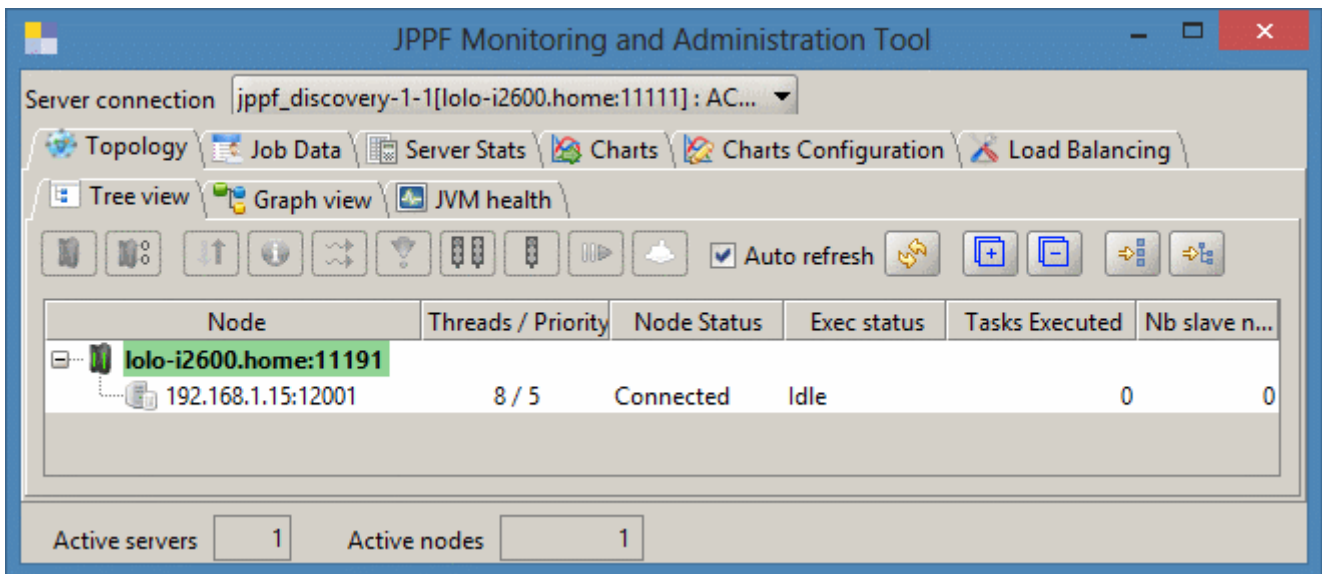 JPPF Monitoring and Administration Tool
Server connection jppf_discovery-1-1[lolo-i2600.home:11111] : AC...
Topology Job Data Server Stats Charts Charts Configuration Load Balancing
Tree view Graph view JVM health
Auto refresh
Node Threads / Priority Node Status Exec status Tasks Executed Nb slave n...
lolo-i2600.home:11191
192.168.1.15:12001 8 / 5 Connected Idle 0 0
Active servers 1 Active nodes 1